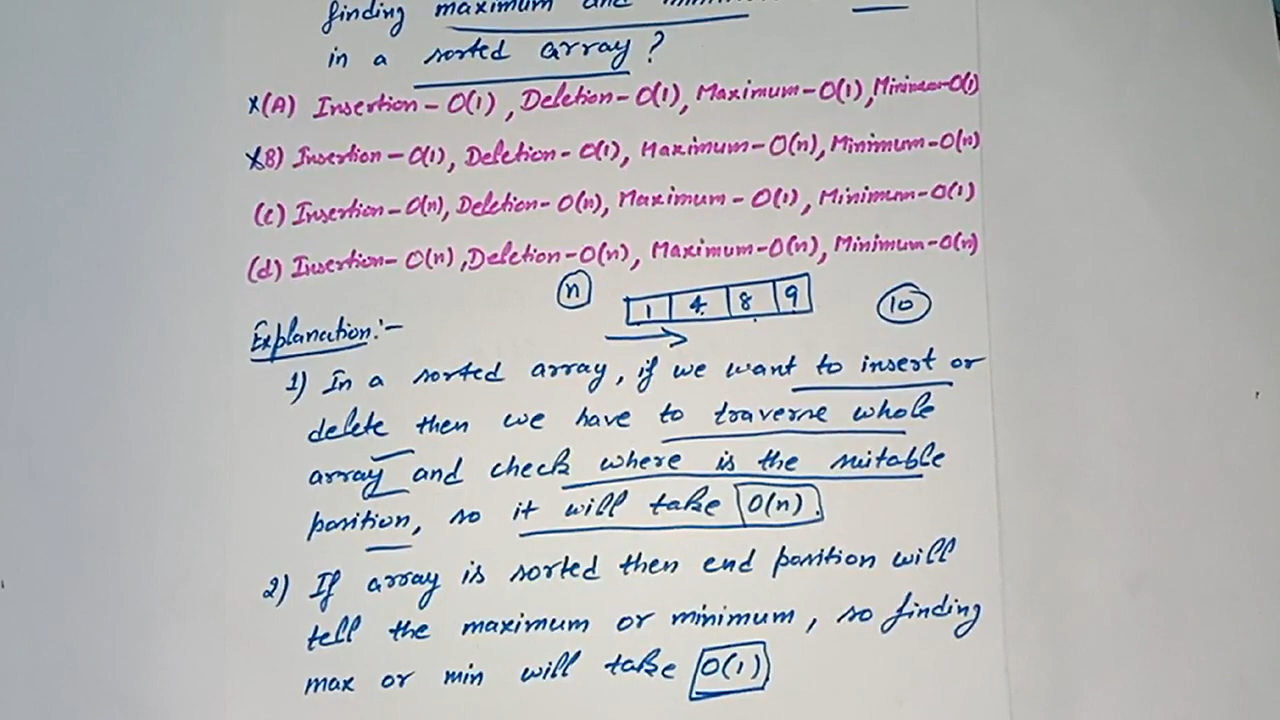 finding maximum and
in a sorted array ?
x(A) Insertion - O(1) , Deletion - O(1), Maximum - O(1), Minimum - O(1)
xB) Insertion - O(1), Deletion - O(1), Maximum - O(n), Minimum - O(n)
(c) Insertion - O(n), Deletion - O(n), Maximum - O(1), Minimum - O(1)
(d) Insertion - O(n), Deletion - O(n), Maximum - O(n), Minimum - O(n)
n 1 4 8 9 10
Explanation :-
1) In a sorted array, if we want to insert or
delete then we have to traverse whole
array and check where is the suitable
position, so it will take O(n).
2) If array is sorted then end position will
tell the maximum or minimum, so finding
max or min will take O(1)